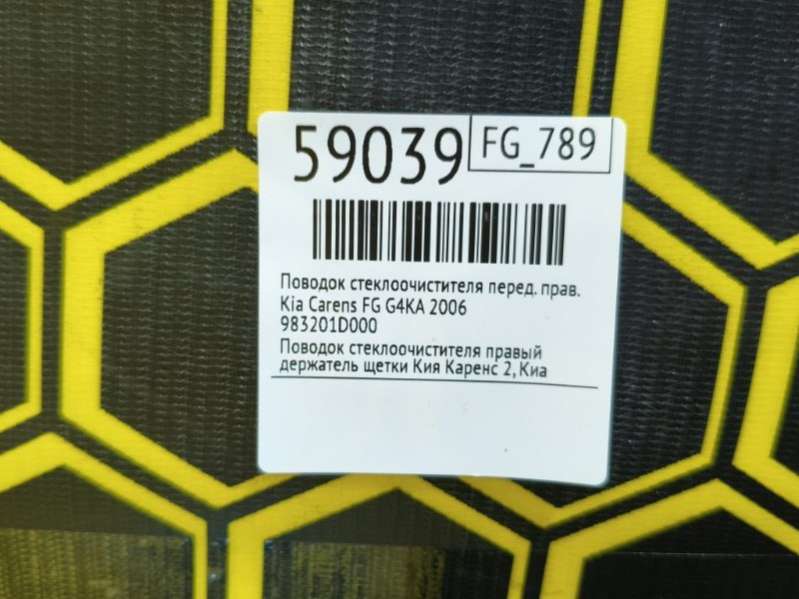 59039
FG_789
Поводок стеклоочистителя перед. прав.
Kia Carens FG G4KA 2006
983201D000
Поводок стеклоочистителя правый
держатель щетки Кия Каренс 2, Киа